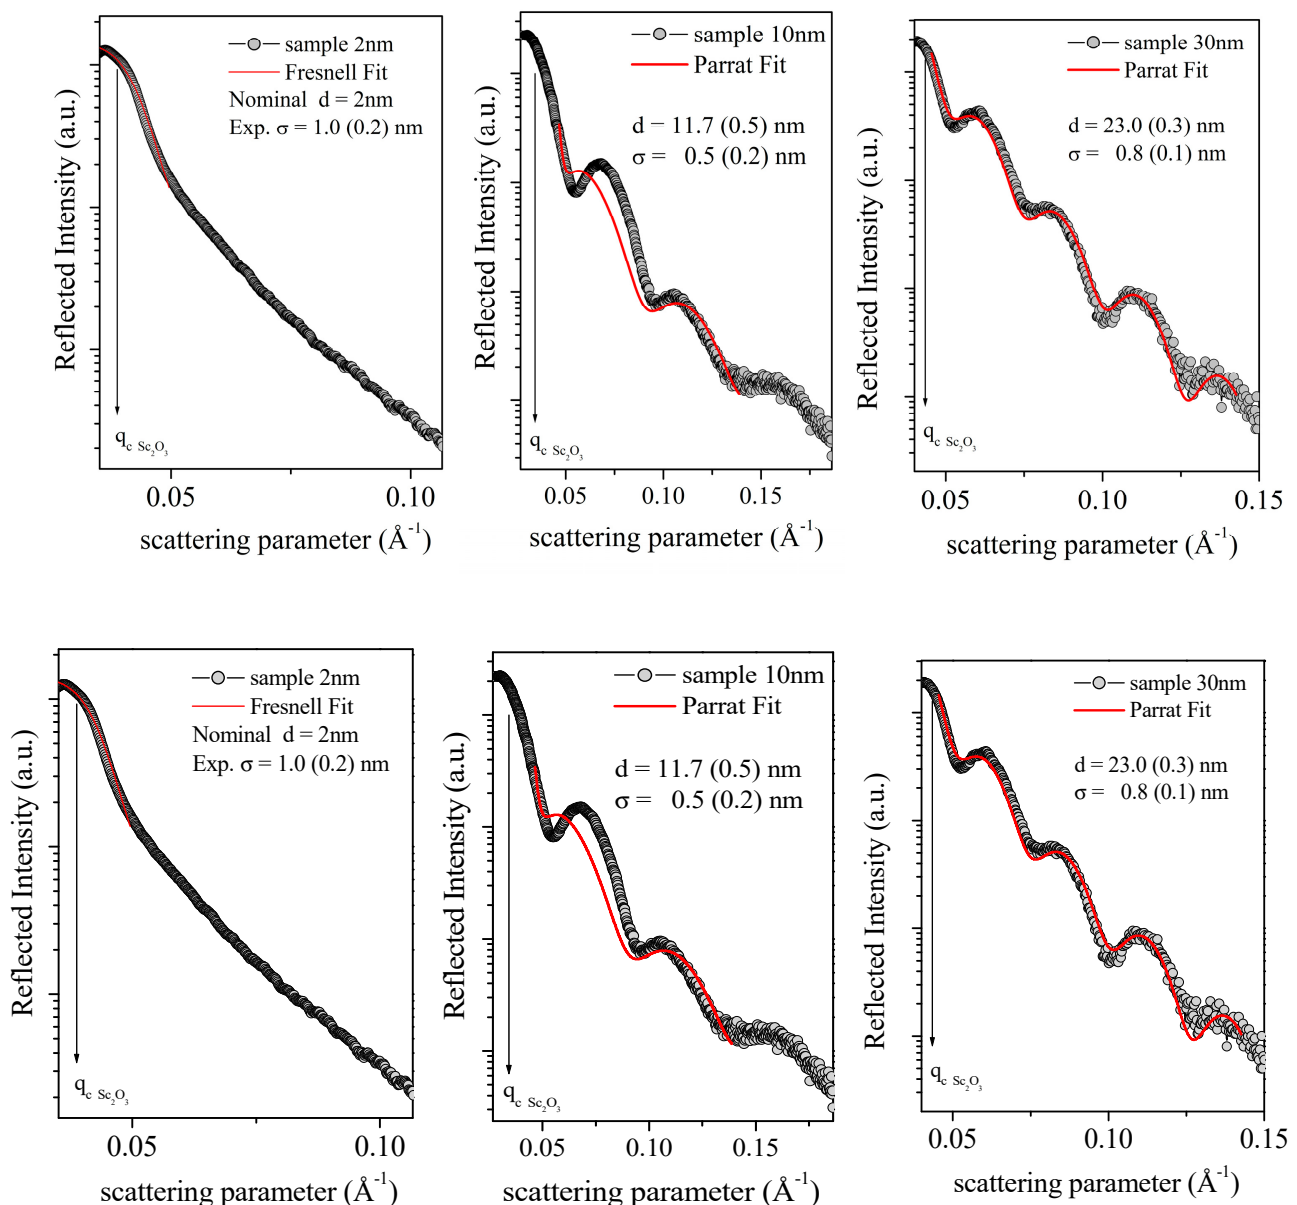 sample 2nm
Fresnell Fit
Nominal d = 2nm
Exp. σ = 1.0 (0.2) nm
Reflected Intensity (a.u.)
q_c Sc₂O₃
0.05 0.10
scattering parameter (Å⁻¹)
sample 10nm
Parrat Fit
d = 11.7 (0.5) nm
σ = 0.5 (0.2) nm
Reflected Intensity (a.u.)
q_c Sc₂O₃
0.05 0.10 0.15
scattering parameter (Å⁻¹)
sample 30nm
Parrat Fit
d = 23.0 (0.3) nm
σ = 0.8 (0.1) nm
Reflected Intensity (a.u.)
q_c Sc₂O₃
0.05 0.10 0.15
scattering parameter (Å⁻¹)
sample 2nm
Fresnell Fit
Nominal d = 2nm
Exp. σ = 1.0 (0.2) nm
Reflected Intensity (a.u.)
q_c Sc₂O₃
0.05 0.10
scattering parameter (Å⁻¹)
sample 10nm
Parrat Fit
d = 11.7 (0.5) nm
σ = 0.5 (0.2) nm
Reflected Intensity (a.u.)
q_c Sc₂O₃
0.05 0.10 0.15
scattering parameter (Å⁻¹)
sample 30nm
Parrat Fit
d = 23.0 (0.3) nm
σ = 0.8 (0.1) nm
Reflected Intensity (a.u.)
q_c Sc₂O₃
0.05 0.10 0.15
scattering parameter (Å⁻¹)